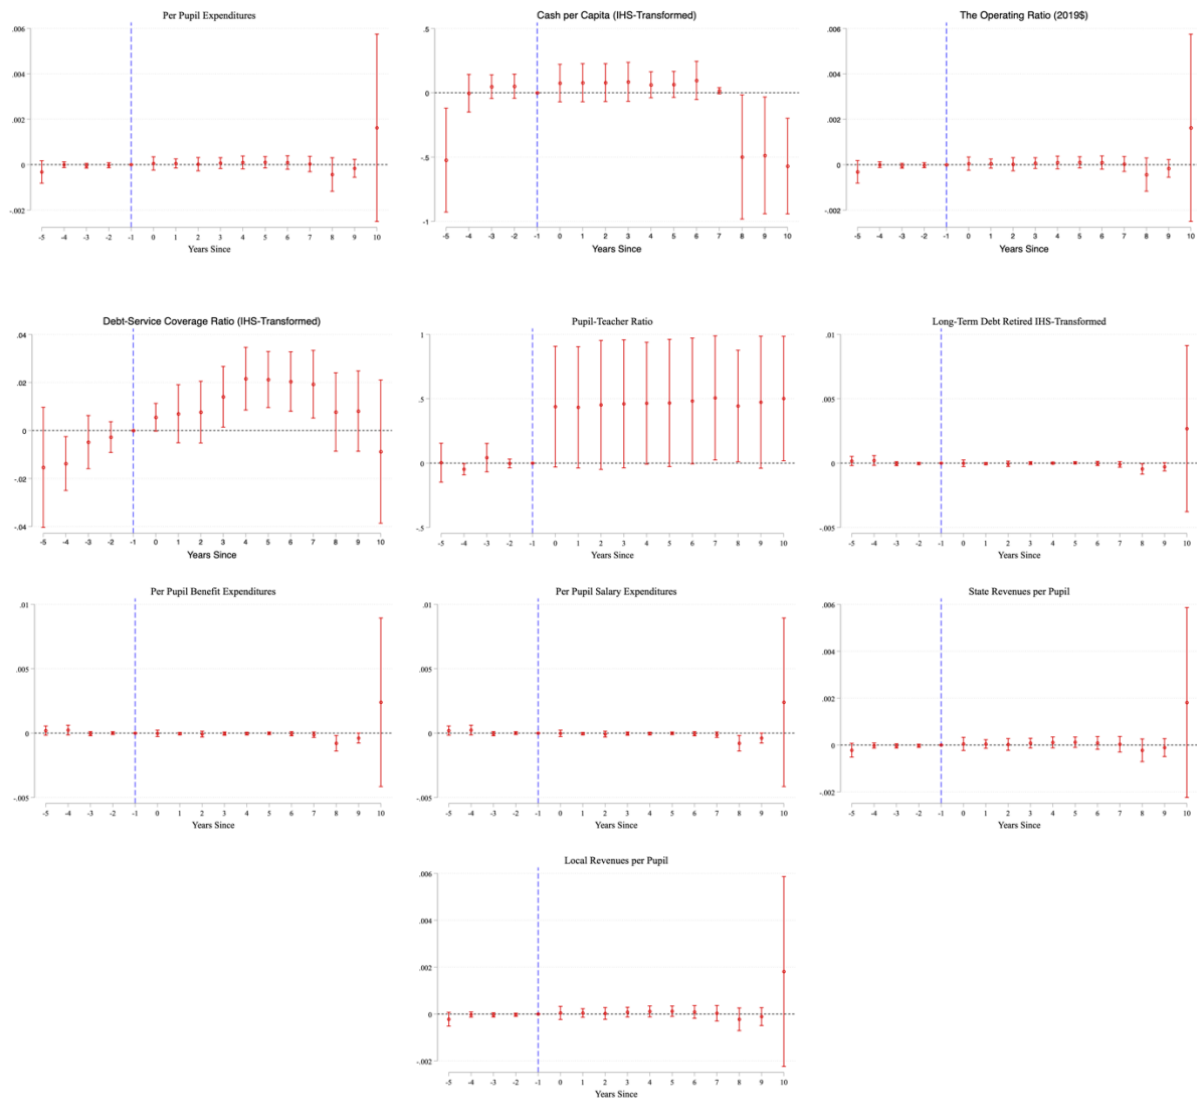 Per Pupil Expenditures
.006
.004
.002
0
-.002
-5 -4 -3 -2 -1 0 1 2 3 4 5 6 7 8 9 10
Years Since
Cash per Capita (IHS-Transformed)
.5
0
-.5
-1
-5 -4 -3 -2 -1 0 1 2 3 4 5 6 7 8 9 10
Years Since
The Operating Ratio (2019$)
.006
.004
.002
0
-.002
-5 -4 -3 -2 -1 0 1 2 3 4 5 6 7 8 9 10
Years Since
Debt-Service Coverage Ratio (IHS-Transformed)
.04
.02
0
-.02
-.04
-5 -4 -3 -2 -1 0 1 2 3 4 5 6 7 8 9 10
Years Since
Pupil-Teacher Ratio
1
.5
0
-.5
-5 -4 -3 -2 -1 0 1 2 3 4 5 6 7 8 9 10
Years Since
Long-Term Debt Retired IHS-Transformed
.01
.005
0
-.005
-5 -4 -3 -2 -1 0 1 2 3 4 5 6 7 8 9 10
Years Since
Per Pupil Benefit Expenditures
.01
.005
0
-.005
-5 -4 -3 -2 -1 0 1 2 3 4 5 6 7 8 9 10
Years Since
Per Pupil Salary Expenditures
.01
.005
0
-.005
-5 -4 -3 -2 -1 0 1 2 3 4 5 6 7 8 9 10
Years Since
State Revenues per Pupil
.006
.004
.002
0
-.002
-5 -4 -3 -2 -1 0 1 2 3 4 5 6 7 8 9 10
Years Since
Local Revenues per Pupil
.006
.004
.002
0
-.002
-5 -4 -3 -2 -1 0 1 2 3 4 5 6 7 8 9 10
Years Since